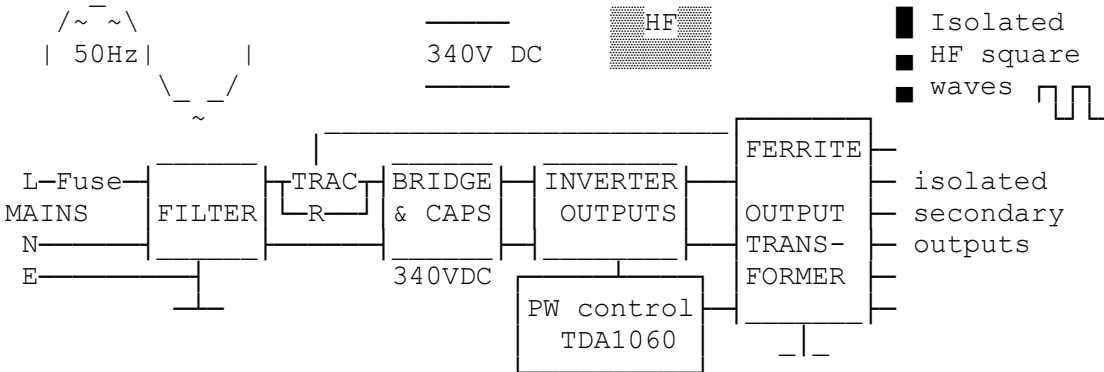 HF Isolated
50Hz 340V DC HF square
waves
FERRITE
L Fuse TRAC BRIDGE INVERTER isolated
MAINS FILTER R & CAPS OUTPUTS OUTPUT secondary
N TRANS- outputs
E 340VDC FORMER
PW control
TDA1060